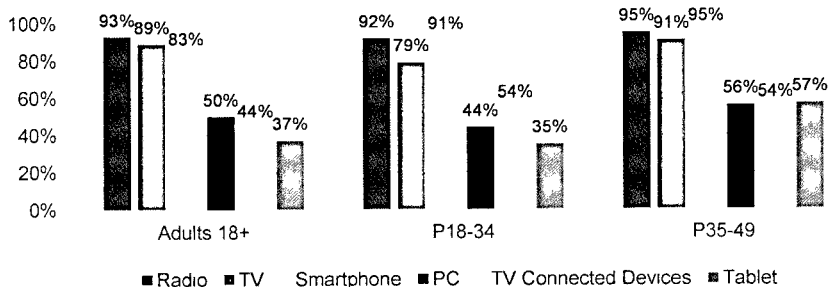 100%
80%
60%
40%
20%
0%
93% 89% 83% 50% 44% 37%
92% 79% 91% 44% 54% 35%
95% 91% 95% 56% 54% 57%
Adults 18+ P18-34 P35-49
Radio TV Smartphone PC TV Connected Devices Tablet